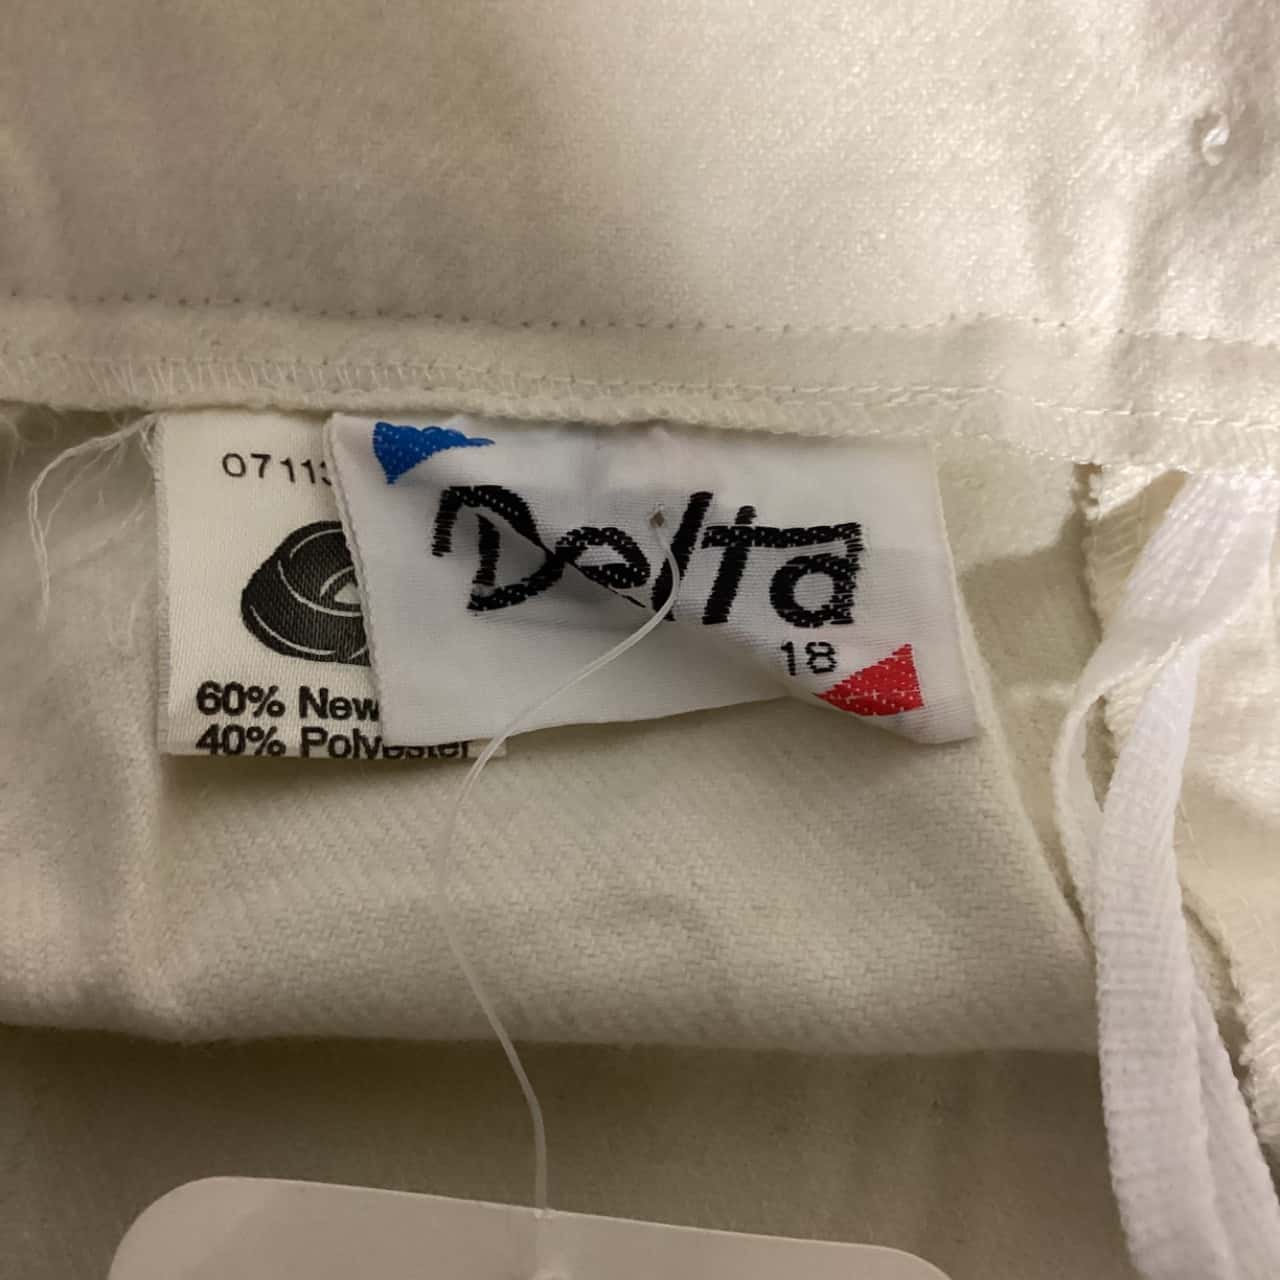 0711
Delta
18
60% New
40% Polyester